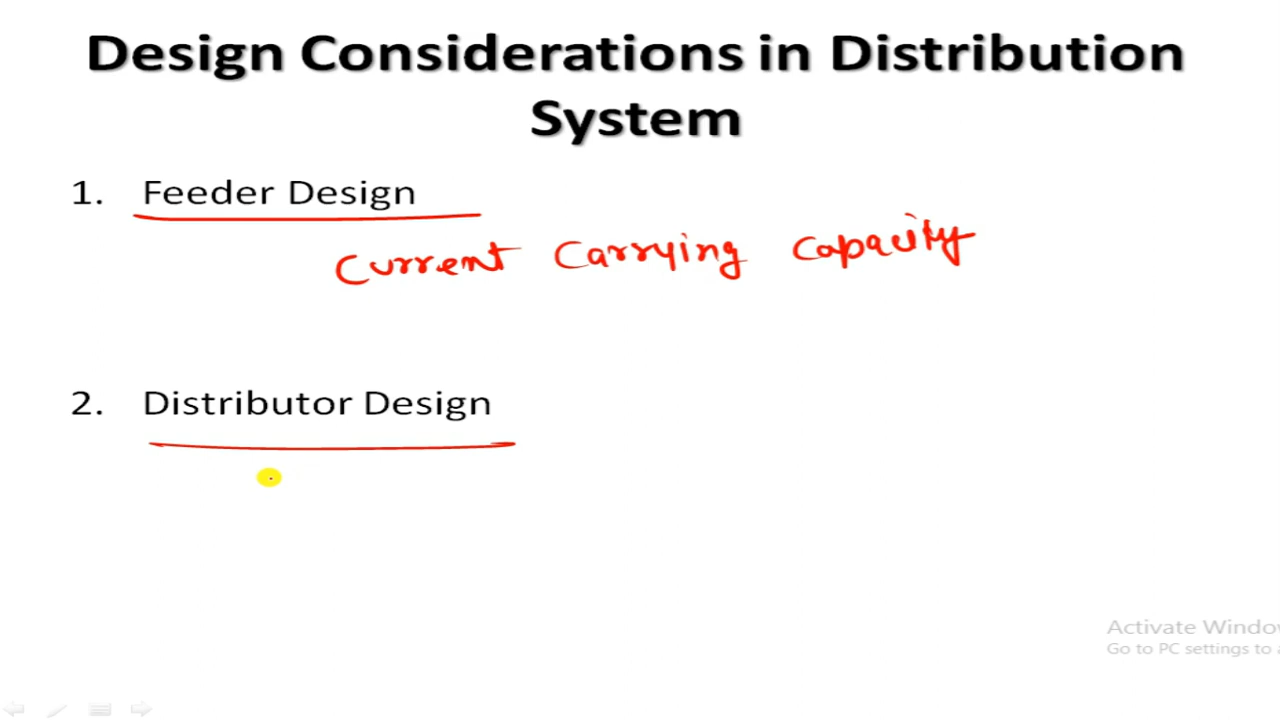 Design Considerations in Distribution
System
1. Feeder Design
Current Carrying Capacity
2. Distributor Design
Activate Windo
Go to PC settings to a